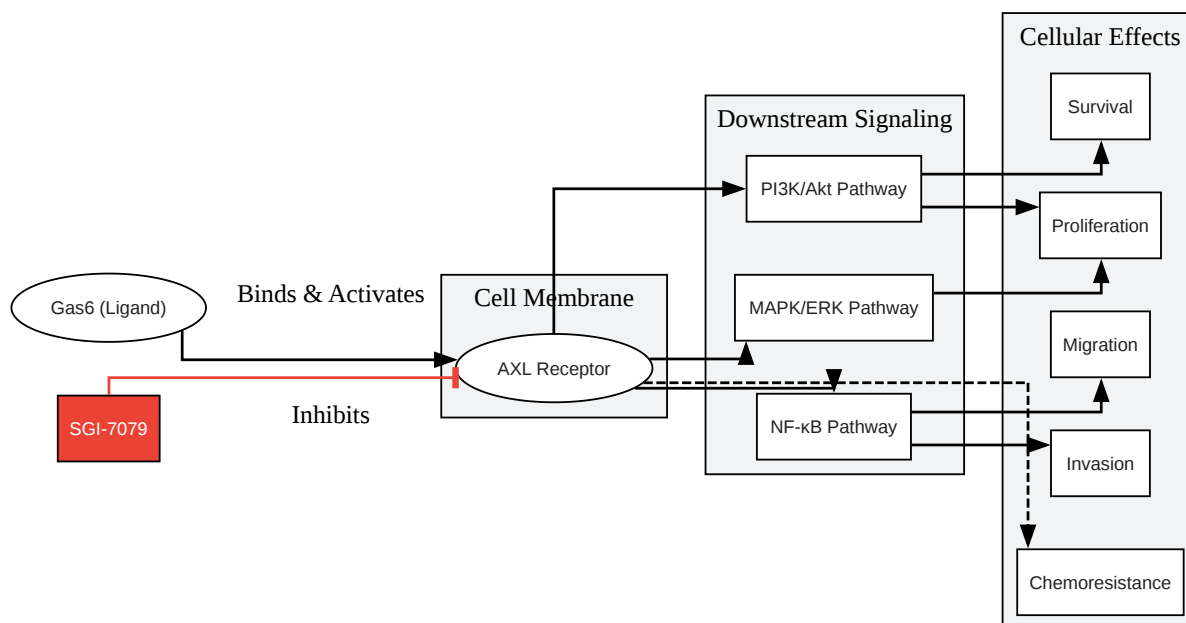 Cellular Effects
Survival
Downstream Signaling
PI3K/Akt Pathway
Proliferation
Binds & Activates
Cell Membrane
Gas6 (Ligand)
MAPK/ERK Pathway
Migration
AXL Receptor
Inhibits
SGI-7079
NF-κB Pathway
Invasion
Chemoresistance